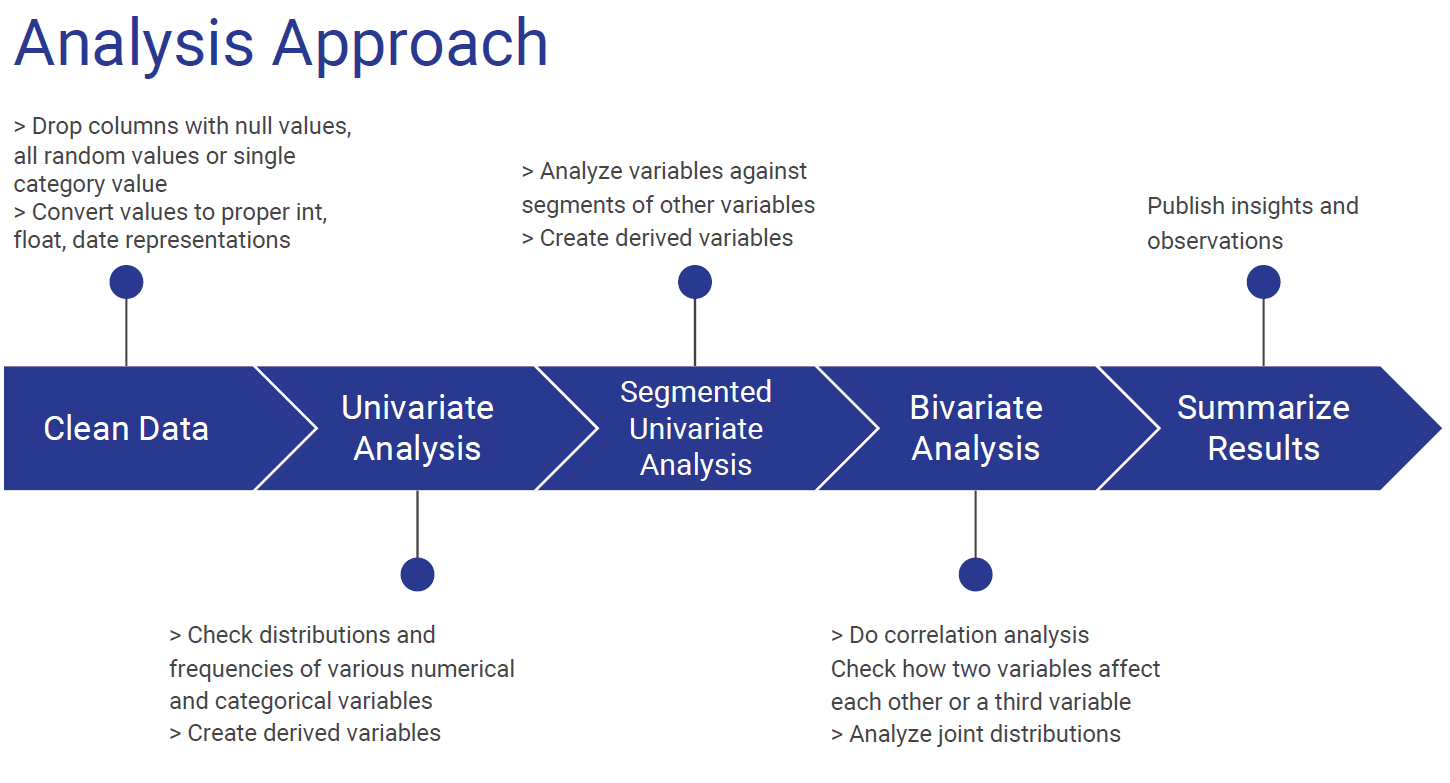 Analysis Approach
> Drop columns with null values,
all random values or single
category value
> Convert values to proper int,
float, date representations
> Analyze variables against
segments of other variables
> Create derived variables
Publish insights and
observations
Clean Data
Univariate
Analysis
Segmented
Univariate
Analysis
Bivariate
Analysis
Summarize
Results
> Check distributions and
frequencies of various numerical
and categorical variables
> Create derived variables
> Do correlation analysis
Check how two variables affect
each other or a third variable
> Analyze joint distributions